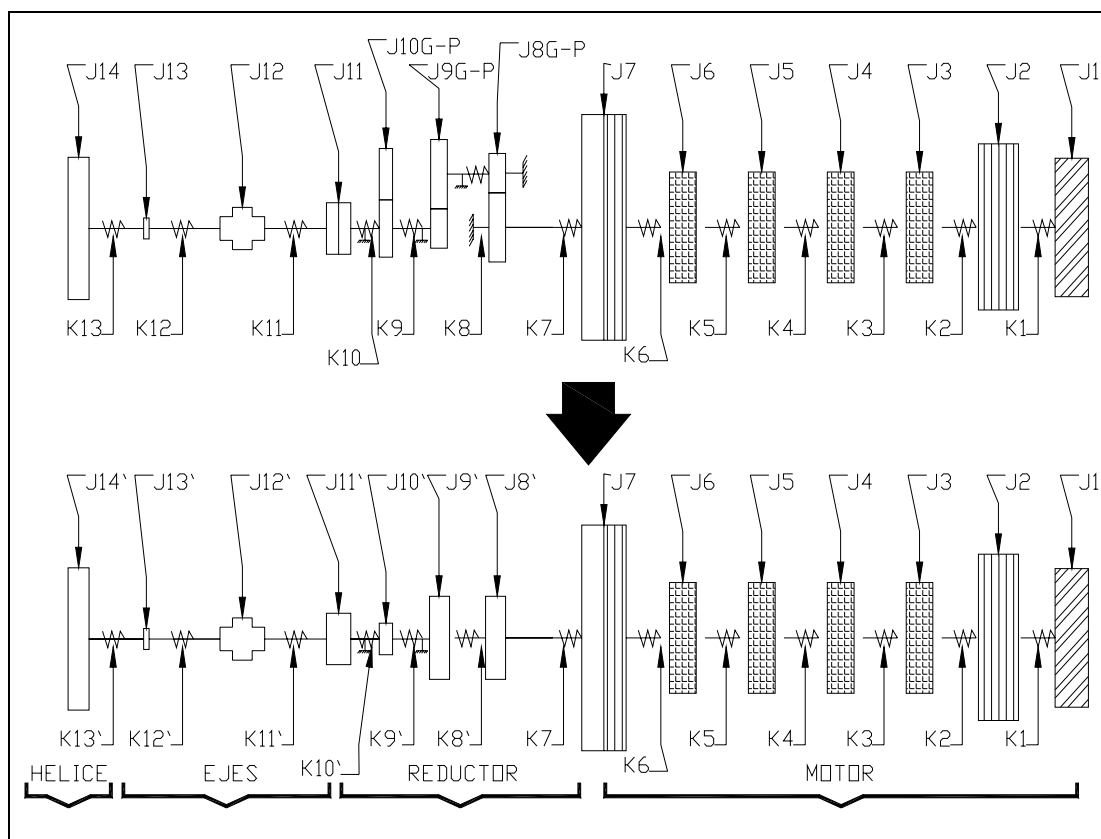 J10G-P J8G-P
J14 J13 J12 J11 J9G-P J7 J6 J5 J4 J3 J2 J1
K13 K12 K11 K9 K8 K7 K5 K4 K3 K2 K1
K10 K6
J14` J13` J12` J11` J10` J9` J8` J7 J6 J5 J4 J3 J2 J1
K13` K12` K11` K9` K8` K7 K5 K4 K3 K2 K1
K10` K6
HELICE EJES REDUCTOR MOTOR